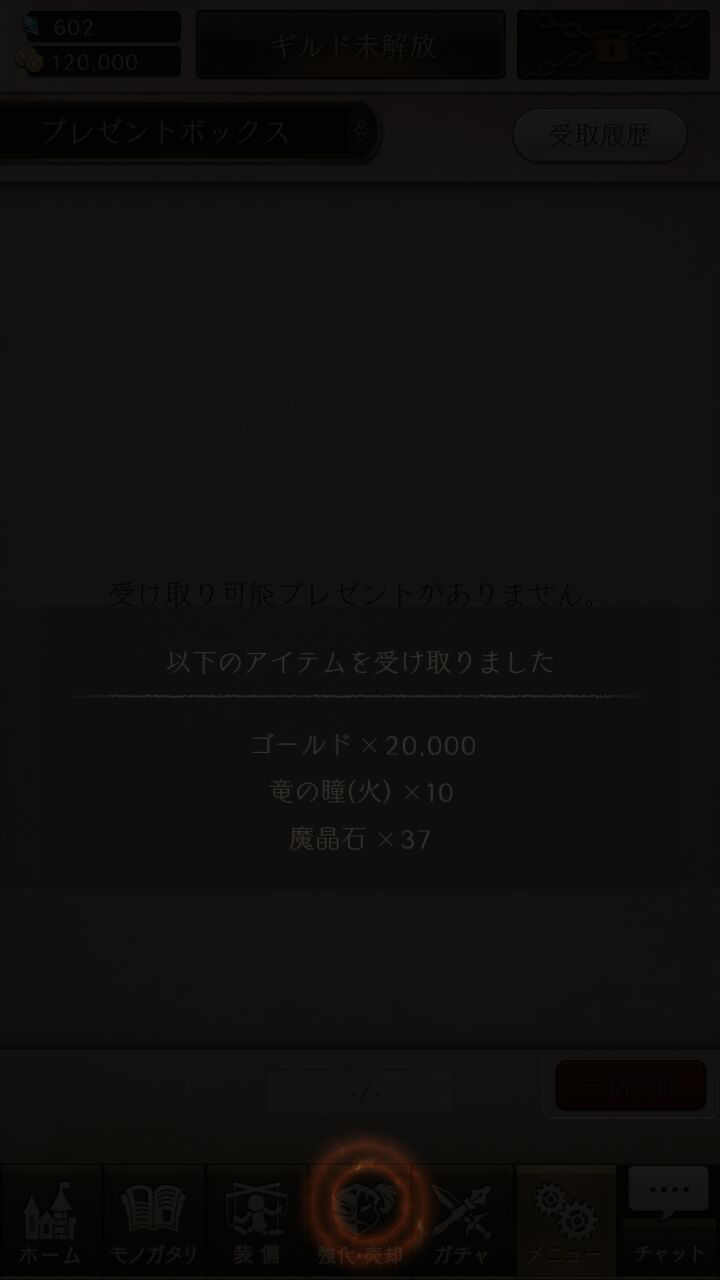 602
120,000
ギルド未解放
プレゼントボックス
受取履歴
受け取り可能プレゼントがありません。
以下のアイテムを受け取りました
ゴールド×20,000
竜の瞳(火) ×10
魔晶石 ×37
-/-
一括受取
ホーム
モノガタリ
装備
強化・売却
ガチャ
メニュー
チャット